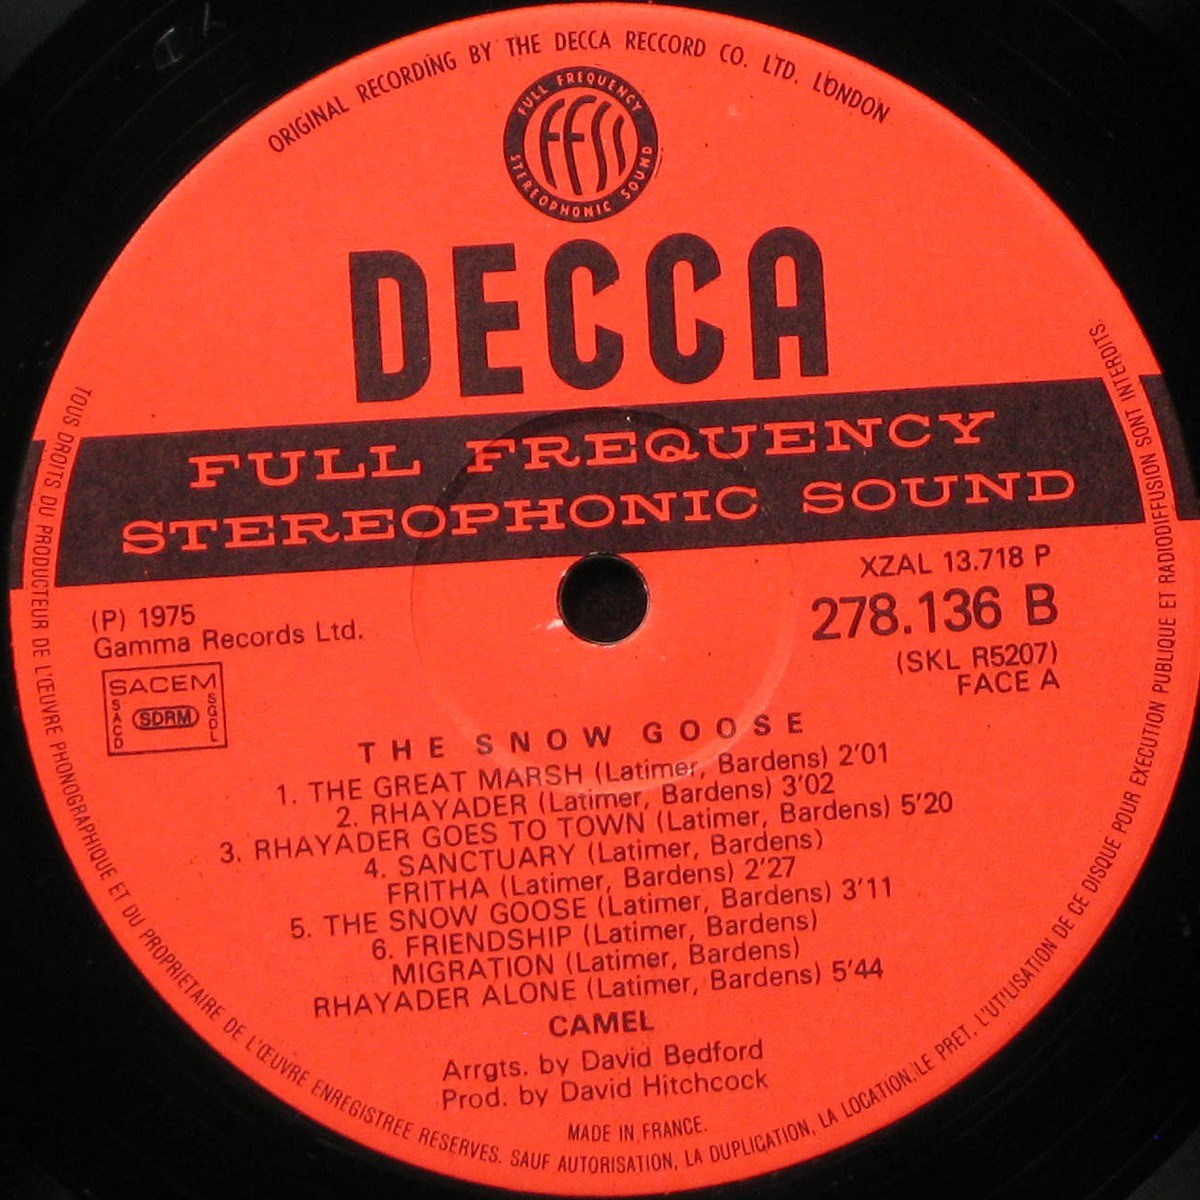 ORIGINAL RECORDING BY THE DECCA RECCORD CO. LTD. LONDON
FULL FREQUENCY
FFSS
STEREOPHONIC SOUND
DECCA
FULL FREQUENCY
STEREOPHONIC SOUND
XZAL 13.718 P
(P) 1975
278.136 B
Gamma Records Ltd.
(SKL R5207)
FACE A
SACEM
SACD
SDRM
SGDL
THE SNOW GOOSE
1. THE GREAT MARSH (Latimer, Bardens) 2'01
2. RHAYADER (Latimer, Bardens) 3'02
3. RHAYADER GOES TO TOWN (Latimer, Bardens) 5'20
4. SANCTUARY (Latimer, Bardens)
FRITHA (Latimer, Bardens) 2'27
5. THE SNOW GOOSE (Latimer, Bardens) 3'11
6. FRIENDSHIP (Latimer, Bardens)
MIGRATION (Latimer, Bardens)
RHAYADER ALONE (Latimer, Bardens) 5'44
CAMEL
Arrgts. by David Bedford
Prod. by David Hitchcock
MADE IN FRANCE.
TOUS DROITS DU PRODUCTEUR DE L'ŒUVRE PHONOGRAPHIQUE ET DU PROPRIETAIRE DE L'ŒUVRE ENREGISTREE RESERVES. SAUF AUTORISATION, LA DUPLICATION, LA LOCATION, LE PRET, L'UTILISATION DE CE DISQUE POUR EXECUTION PUBLIQUE ET RADIODIFFUSION SONT INTERDITS.